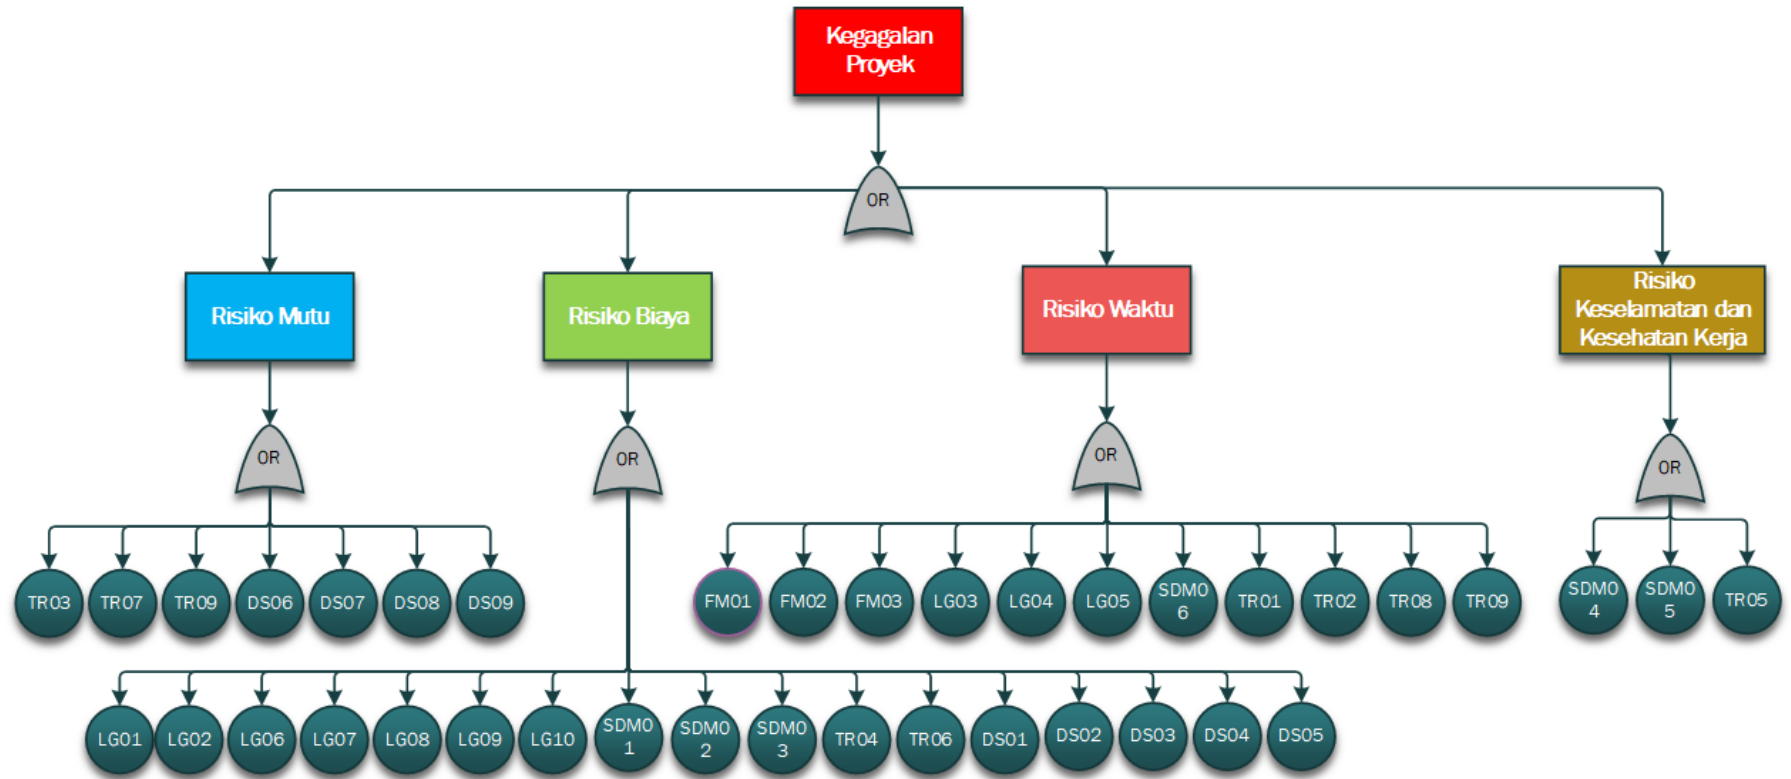 Kegagalan
Proyek
OR
Risiko Mutu
Risiko Biaya
Risiko Waktu
Risiko
Keselamatan dan
Kesehatan Kerja
OR
OR
OR
OR
TR03
TR07
TR09
DS06
DS07
DS08
DS09
FM01
FM02
FM03
LG03
LG04
LG05
SDM0
6
TR01
TR02
TR08
TR09
SDM0
4
SDM0
5
TR05
LG01
LG02
LG06
LG07
LG08
LG09
LG10
SDM0
1
SDM0
2
SDM0
3
TR04
TR06
DS01
DS02
DS03
DS04
DS05